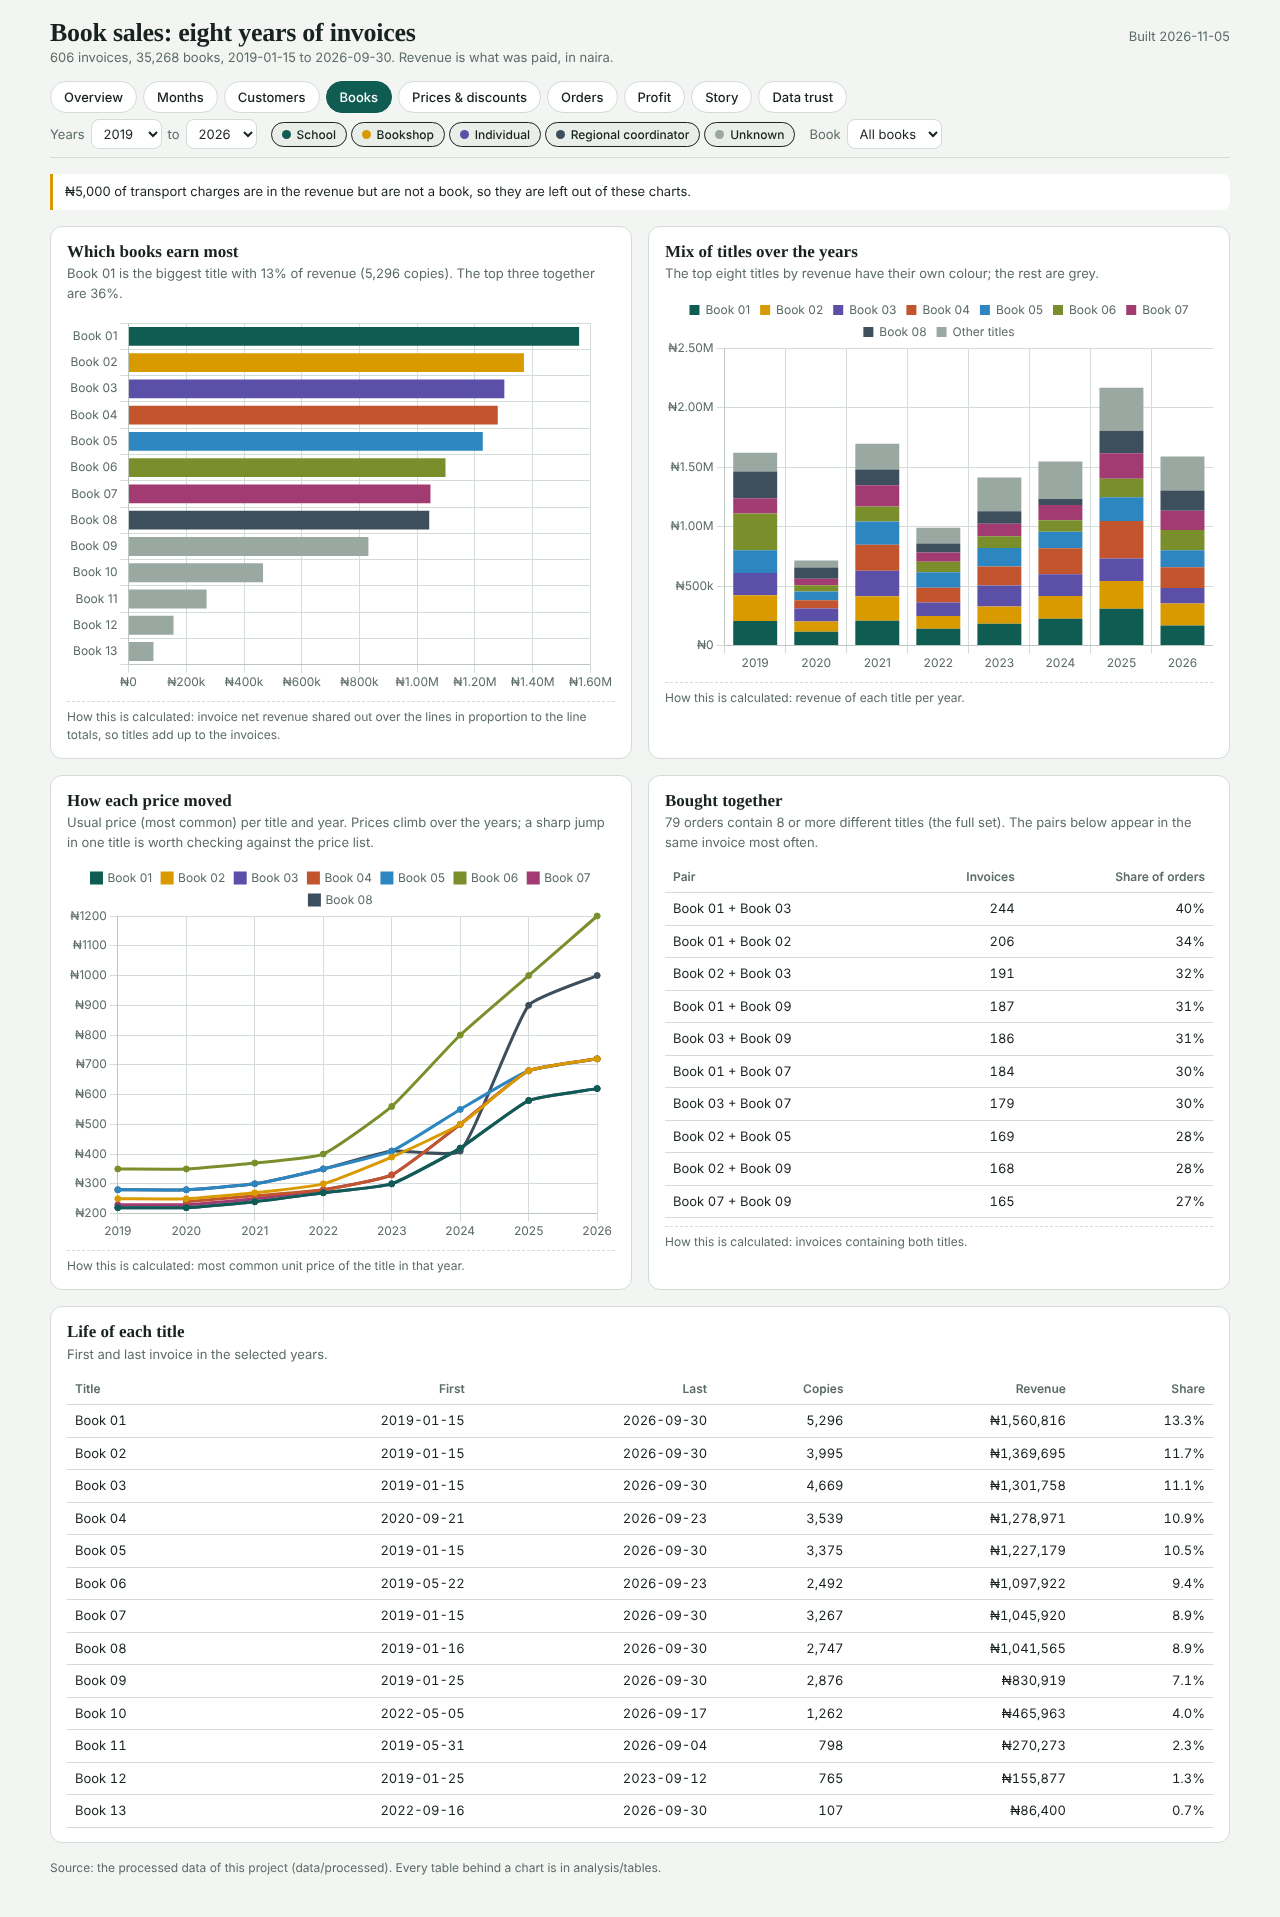 Book sales: eight years of invoices
Built 2026-11-05
606 invoices, 35,268 books, 2019-01-15 to 2026-09-30. Revenue is what was paid, in naira.
Overview Months Customers Books Prices & discounts Orders Profit Story Data trust
Years 2019 to 2026 School Bookshop Individual Regional coordinator Unknown Book All books
₦5,000 of transport charges are in the revenue but are not a book, so they are left out of these charts.
Which books earn most
Book 01 is the biggest title with 13% of revenue (5,296 copies). The top three together
are 36%.
Book 01
Book 02
Book 03
Book 04
Book 05
Book 06
Book 07
Book 08
Book 09
Book 10
Book 11
Book 12
Book 13
₦0 ₦200k ₦400k ₦600k ₦800k ₦1.00M ₦1.20M ₦1.40M ₦1.60M
How this is calculated: invoice net revenue shared out over the lines in proportion to the line
totals, so titles add up to the invoices.
Mix of titles over the years
The top eight titles by revenue have their own colour; the rest are grey.
Book 01 Book 02 Book 03 Book 04 Book 05 Book 06 Book 07
Book 08 Other titles
₦2.50M
₦2.00M
₦1.50M
₦1.00M
₦500k
₦0
2019 2020 2021 2022 2023 2024 2025 2026
How this is calculated: revenue of each title per year.
How each price moved
Usual price (most common) per title and year. Prices climb over the years; a sharp jump
in one title is worth checking against the price list.
Book 01 Book 02 Book 03 Book 04 Book 05 Book 06 Book 07
Book 08
₦1200
₦1100
₦1000
₦900
₦800
₦700
₦600
₦500
₦400
₦300
₦200
2019 2020 2021 2022 2023 2024 2025 2026
How this is calculated: most common unit price of the title in that year.
Bought together
79 orders contain 8 or more different titles (the full set). The pairs below appear in the
same invoice most often.
Pair Invoices Share of orders
Book 01 + Book 03 244 40%
Book 01 + Book 02 206 34%
Book 02 + Book 03 191 32%
Book 01 + Book 09 187 31%
Book 03 + Book 09 186 31%
Book 01 + Book 07 184 30%
Book 03 + Book 07 179 30%
Book 02 + Book 05 169 28%
Book 02 + Book 09 168 28%
Book 07 + Book 09 165 27%
How this is calculated: invoices containing both titles.
Life of each title
First and last invoice in the selected years.
Title First Last Copies Revenue Share
Book 01 2019-01-15 2026-09-30 5,296 ₦1,560,816 13.3%
Book 02 2019-01-15 2026-09-30 3,995 ₦1,369,695 11.7%
Book 03 2019-01-15 2026-09-30 4,669 ₦1,301,758 11.1%
Book 04 2020-09-21 2026-09-23 3,539 ₦1,278,971 10.9%
Book 05 2019-01-15 2026-09-30 3,375 ₦1,227,179 10.5%
Book 06 2019-05-22 2026-09-23 2,492 ₦1,097,922 9.4%
Book 07 2019-01-15 2026-09-30 3,267 ₦1,045,920 8.9%
Book 08 2019-01-16 2026-09-30 2,747 ₦1,041,565 8.9%
Book 09 2019-01-25 2026-09-30 2,876 ₦830,919 7.1%
Book 10 2022-05-05 2026-09-17 1,262 ₦465,963 4.0%
Book 11 2019-05-31 2026-09-04 798 ₦270,273 2.3%
Book 12 2019-01-25 2023-09-12 765 ₦155,877 1.3%
Book 13 2022-09-16 2026-09-30 107 ₦86,400 0.7%
Source: the processed data of this project (data/processed). Every table behind a chart is in analysis/tables.